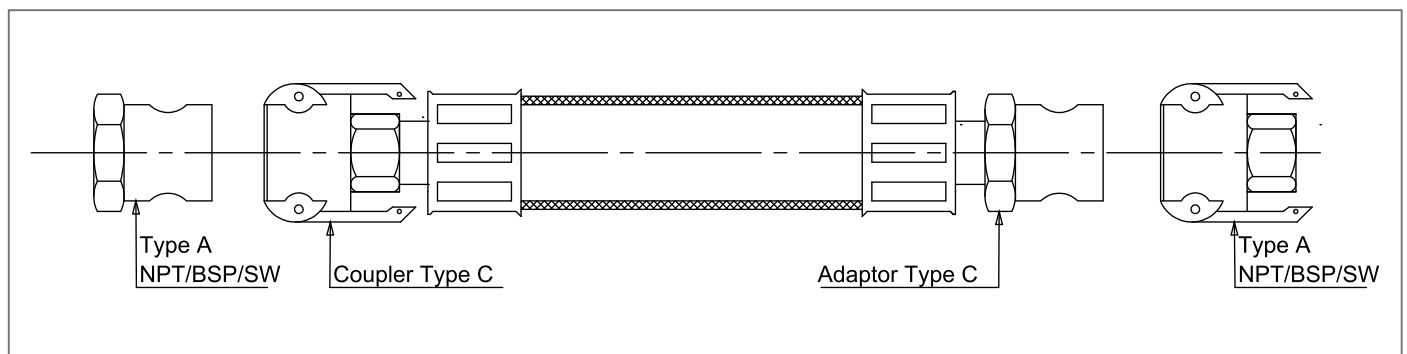 Type A
NPT/BSP/SW
Coupler Type C
Adaptor Type C
Type A
NPT/BSP/SW